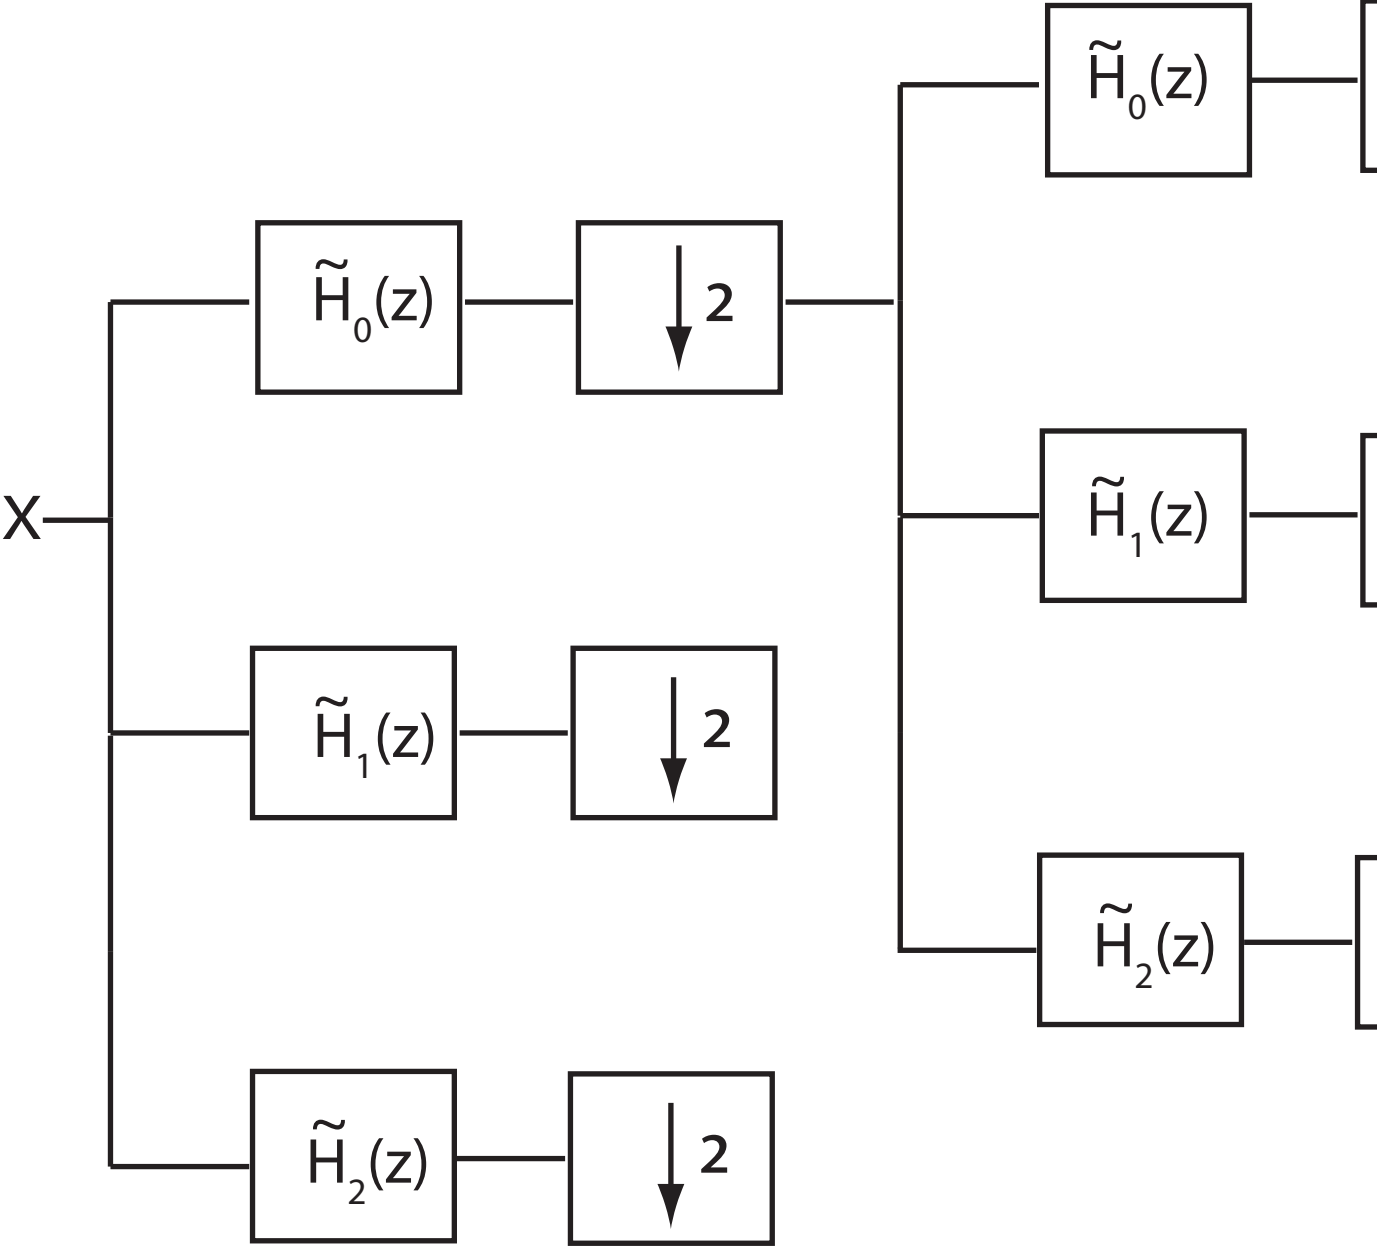 H̃₀(z)
H̃₀(z) ↓ 2
X
H̃₁(z)
H̃₁(z) ↓ 2
H̃₂(z)
H̃₂(z) ↓ 2